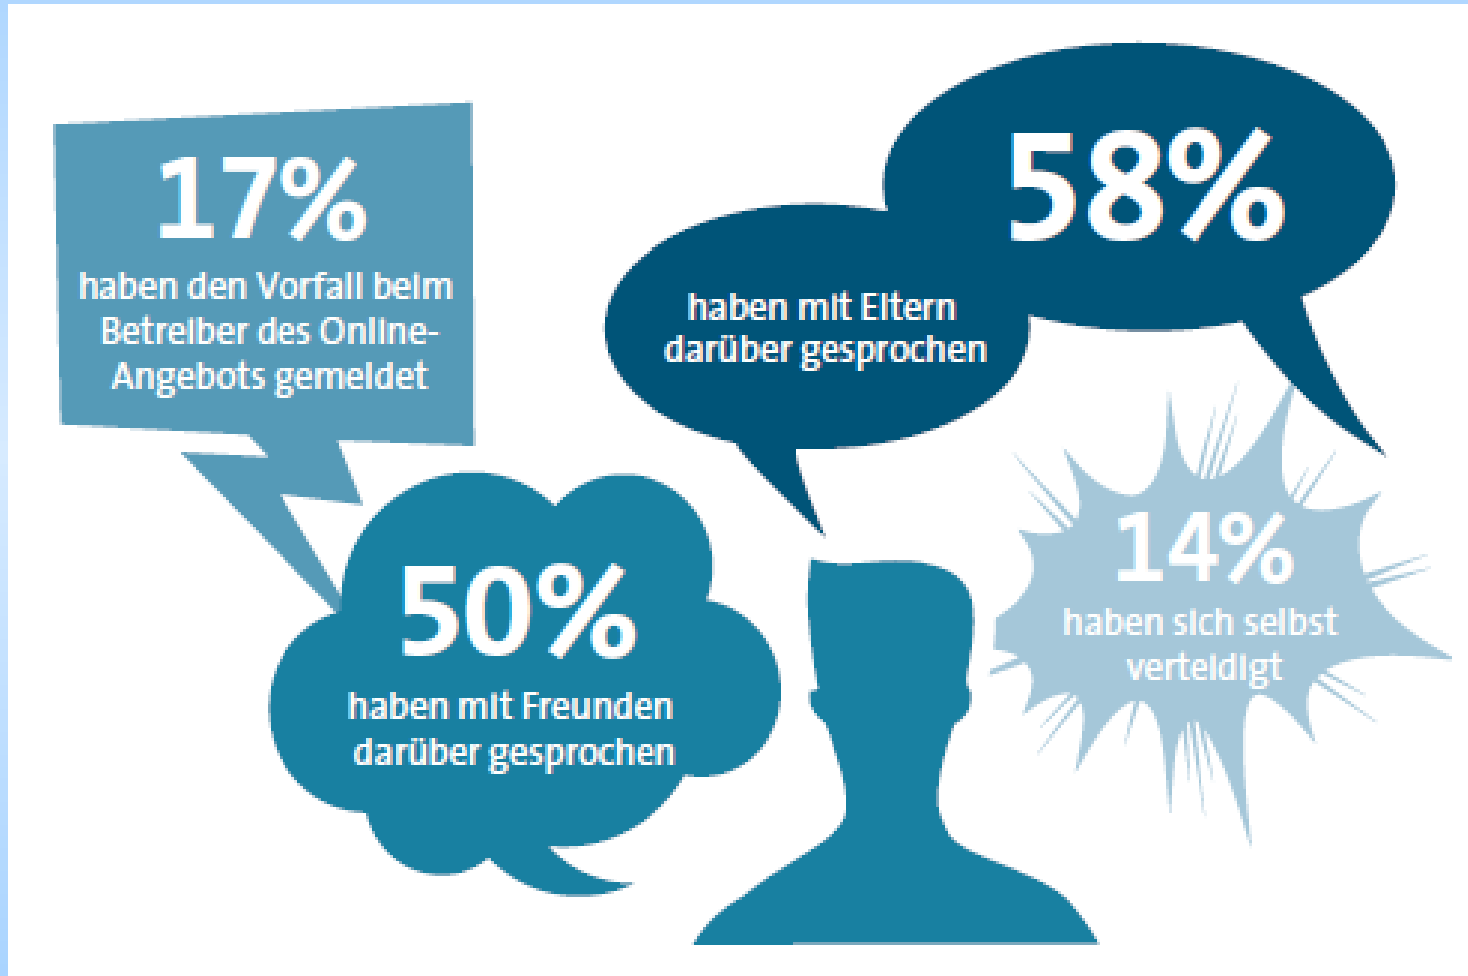 17%
haben den Vorfall beim
Betreiber des Online-
Angebots gemeldet
58%
haben mit Eltern
darüber gesprochen
50%
haben mit Freunden
darüber gesprochen
14%
haben sich selbst
verteidigt